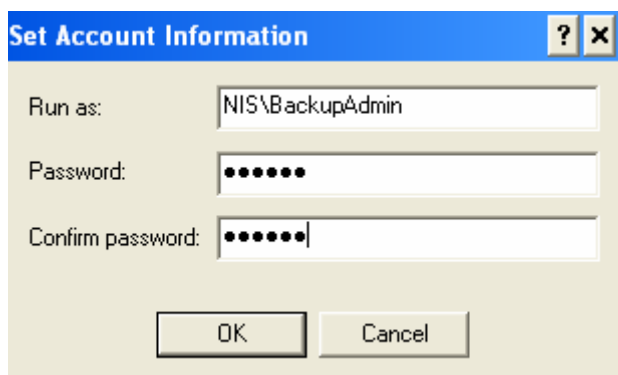 Set Account Information ? ×
Run as: NIS\BackupAdmin
Password: ●●●●●●
Confirm password: ●●●●●●
OK Cancel